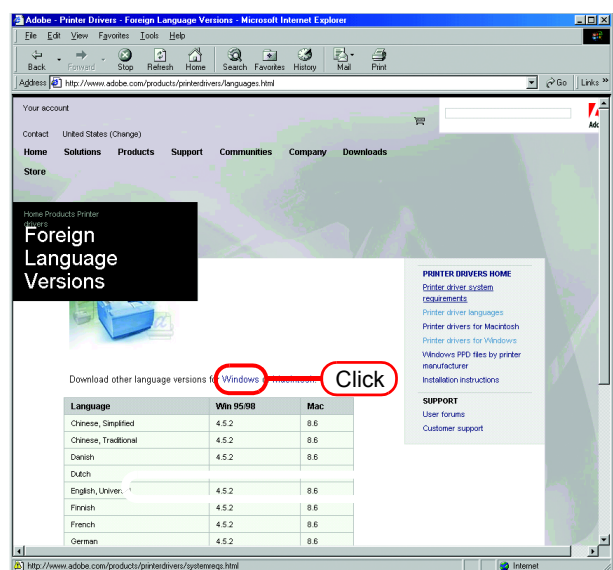 Adobe - Printer Drivers - Foreign Language Versions - Microsoft Internet Explorer
File Edit View Favorites Tools Help
Back Forward Stop Refresh Home Search Favorites History Mail Print
Address http://www.adobe.com/products/printerdrivers/languages.html Go Links »
Your account
Contact United States (Change)
Home Solutions Products Support Communities Company Downloads
Store
Home Products Printer
drivers
Foreign
Language
Versions
PRINTER DRIVERS HOME
Printer driver system
requirements
Printer driver languages
Printer drivers for Macintosh
Printer drivers for Windows
Windows PPD files by printer
manufacturer
Installation instructions
SUPPORT
User forums
Customer support
Download other language versions for Windows
Click
Language Win 95/98 Mac
Chinese, Simplified 4.5.2 8.6
Chinese, Traditional 4.5.2 8.6
Danish 4.5.2 8.6
Dutch
English, 4.5.2 8.6
Finnish 4.5.2 8.6
French 4.5.2 8.6
German 4.5.2 8.6
http://www.adobe.com/products/printerdrivers/systemreqs.html Internet